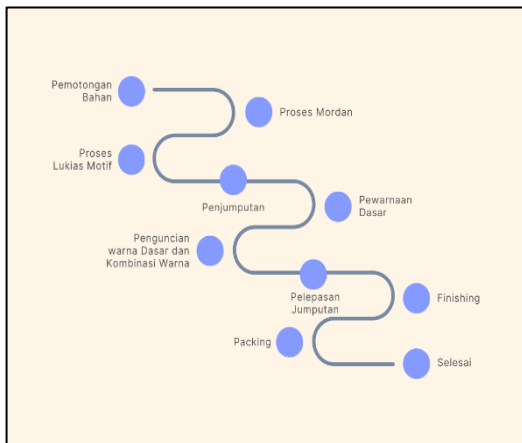 Pemotongan
Bahan
Proses Mordan
Proses
Lukias Motif
Penjumputan
Pewarnaan
Dasar
Penguncian
warna Dasar dan
Kombinasi Warna
Pelepasan
Jumputan
Finishing
Packing
Selesai